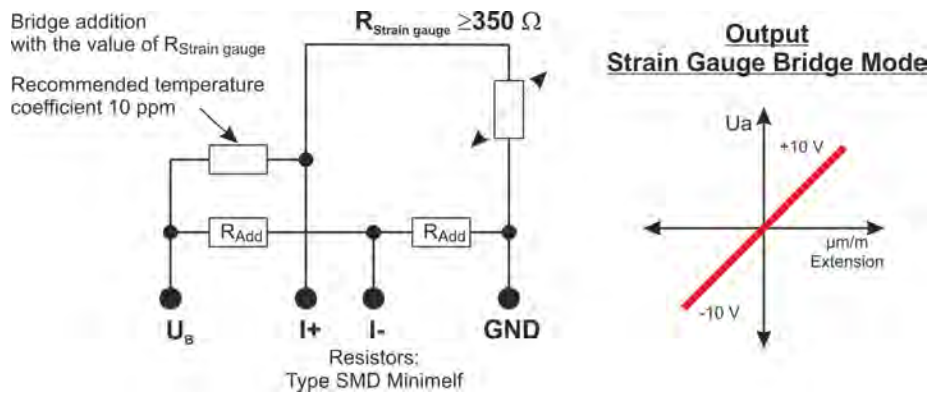 Bridge addition
with the value of RStrain gauge
Recommended temperature
coefficient 10 ppm
RStrain gauge ≥350 Ω
RAdd
RAdd
UB
I+
I-
GND
Resistors:
Type SMD Minimelf
Output
Strain Gauge Bridge Mode
Ua
+10 V
µm/m
Extension
-10 V